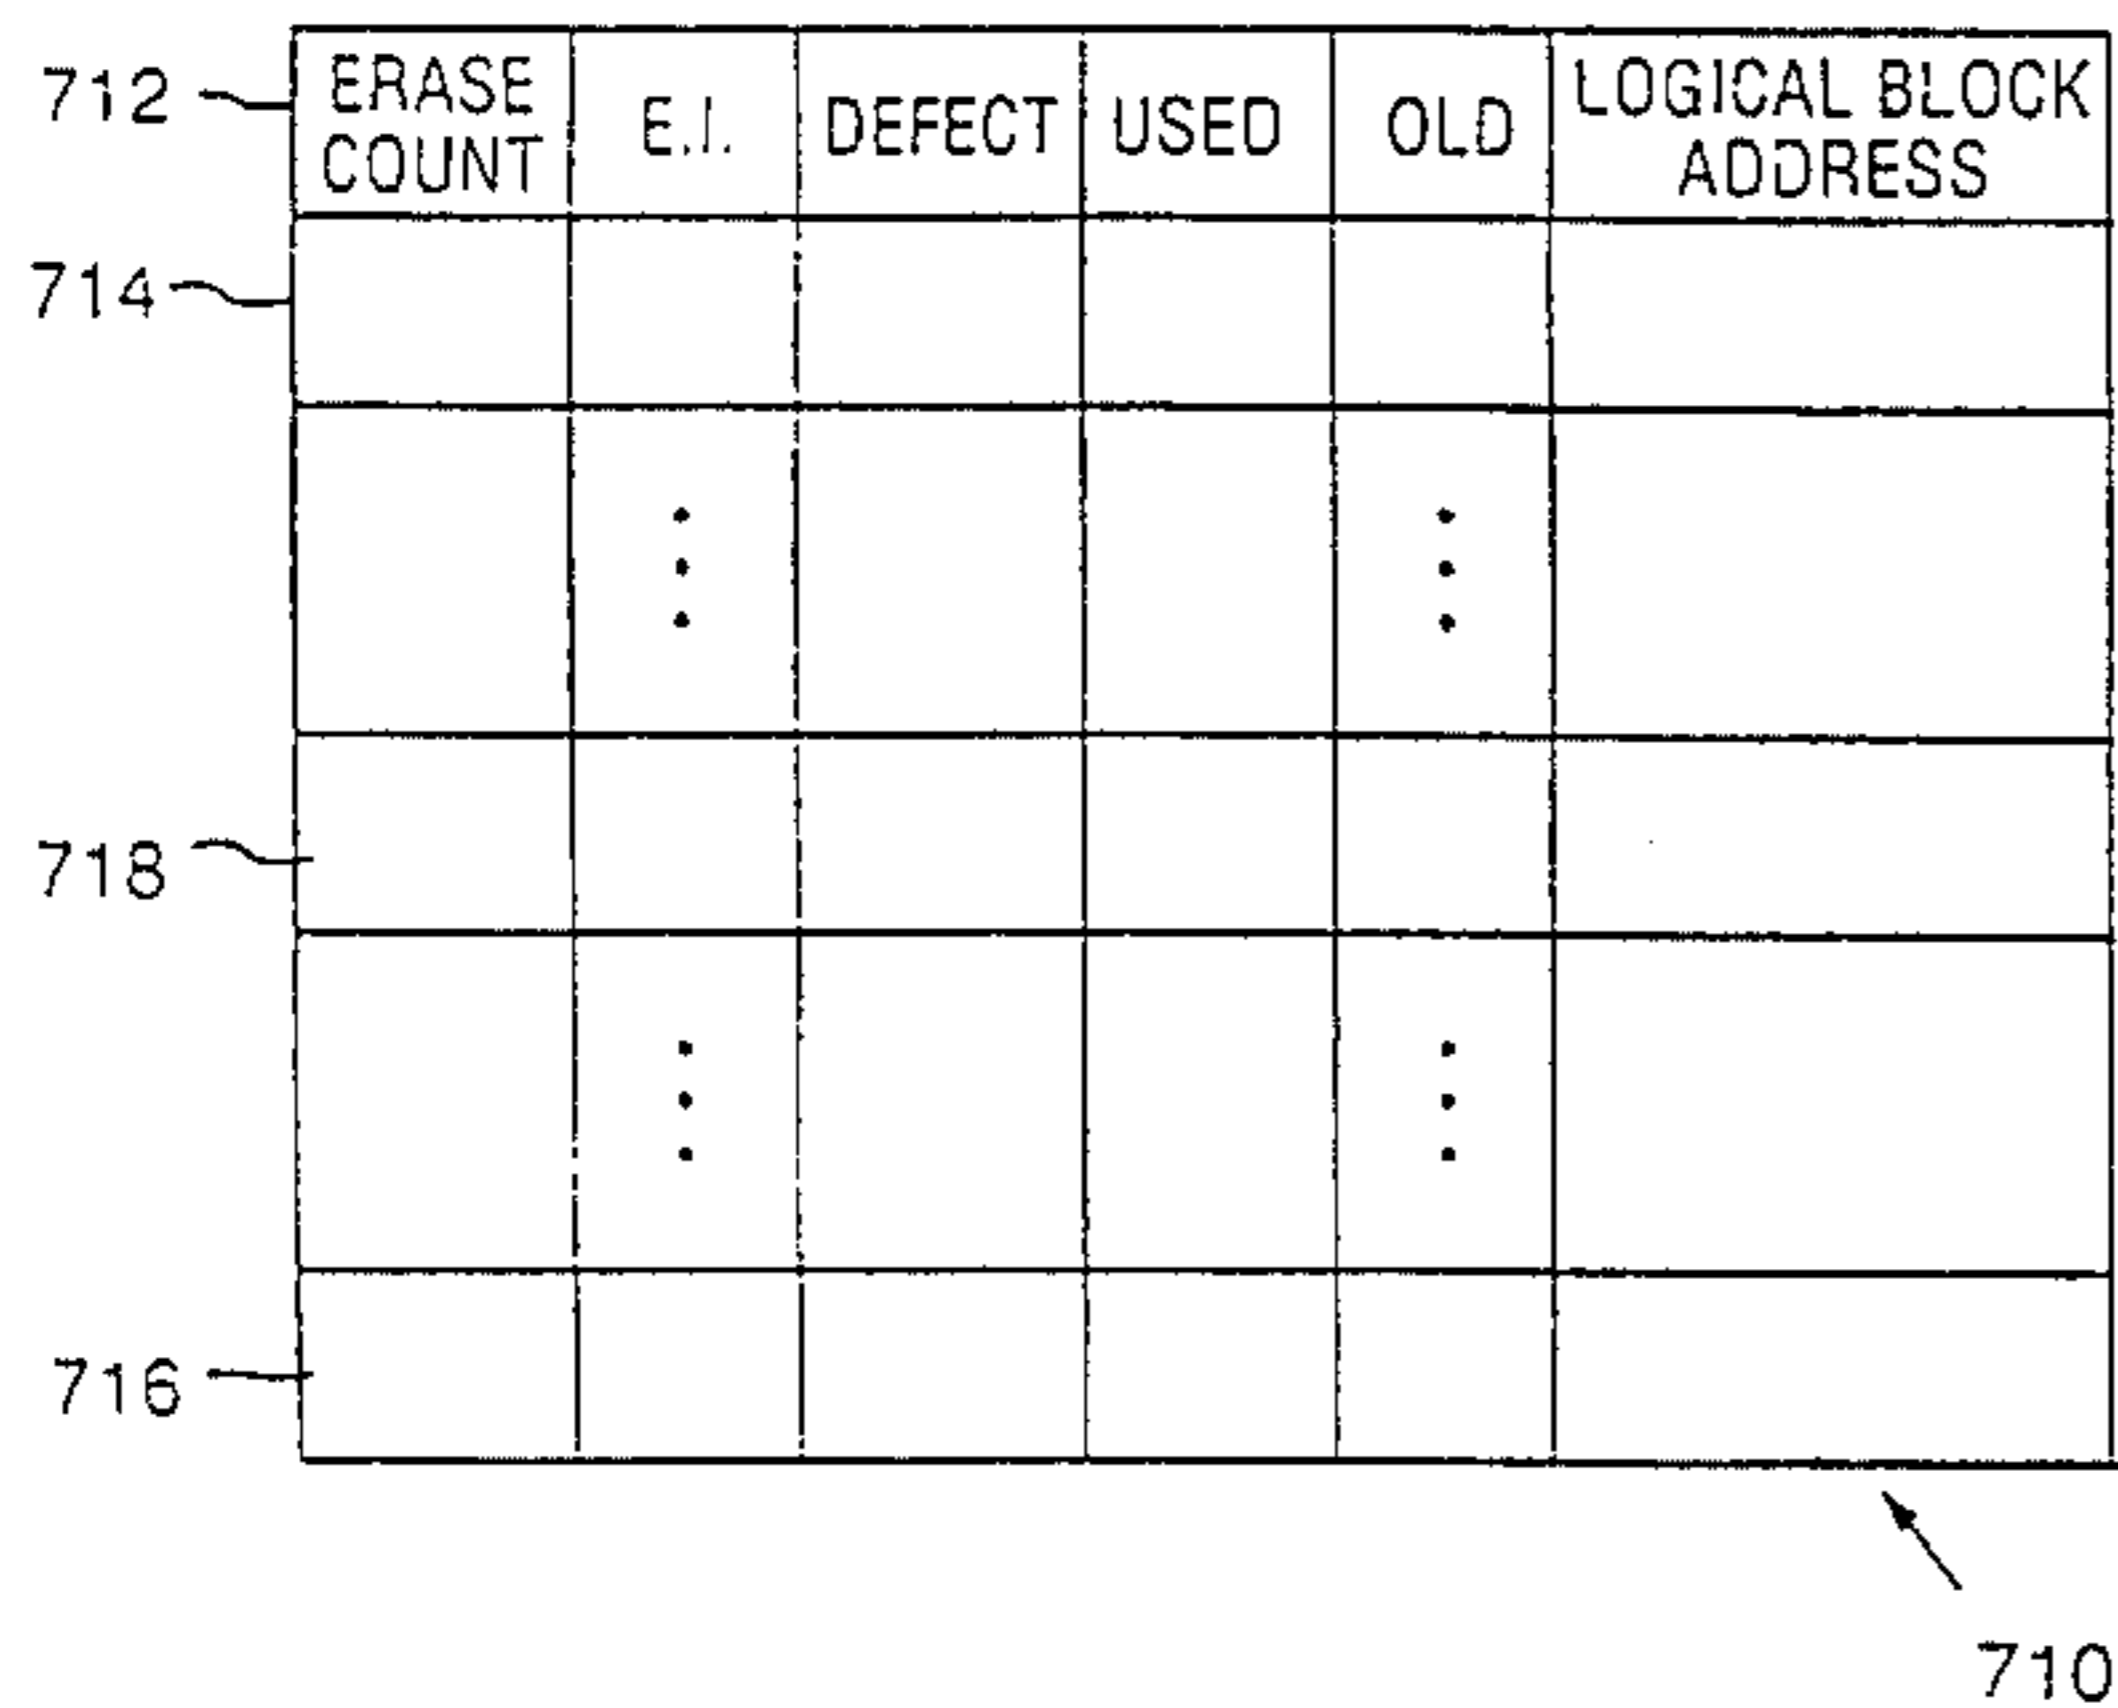 712
ERASE
COUNT
E.I.
DEFECT
USED
OLD
LOGICAL BLOCK
ADDRESS
714
718
716
710